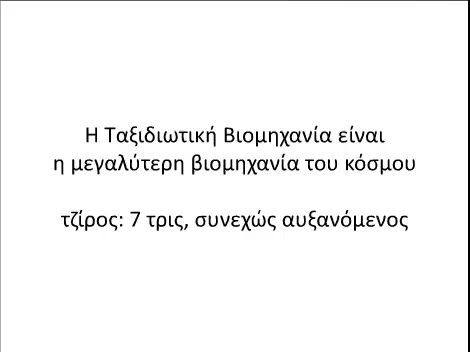 Η Ταξιδιωτική Βιομηχανία είναι
η μεγαλύτερη βιομηχανία του κόσμου
τζίρος: 7 τρις, συνεχώς αυξανόμενος